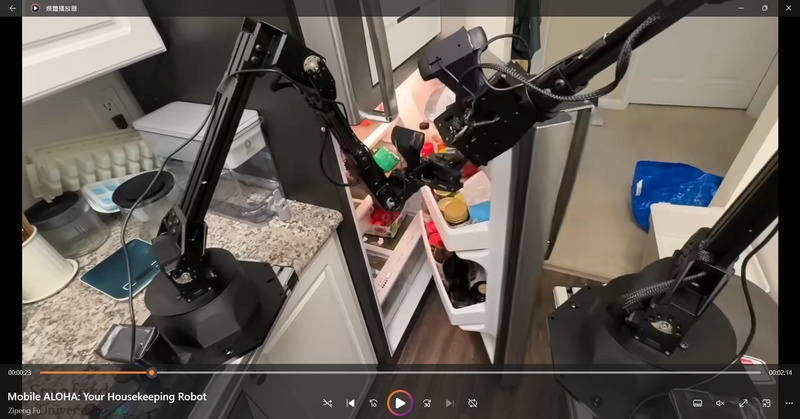 媒體播放器
00:00:23
00:02:14
Mobile ALOHA: Your Housekeeping Robot
Zipeng Fu